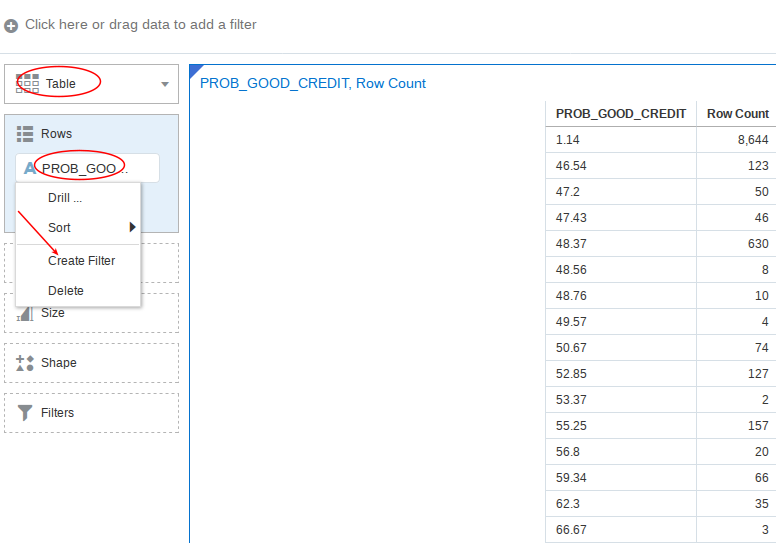 Click here or drag data to add a filter
Table
Rows
A PROB_GOO...
Drill ...
Sort
Create Filter
Delete
Size
Shape
Filters
PROB_GOOD_CREDIT, Row Count
PROB_GOOD_CREDIT Row Count
1.14 8,644
46.54 123
47.2 50
47.43 46
48.37 630
48.56 8
48.76 10
49.57 4
50.67 74
52.85 127
53.37 2
55.25 157
56.8 20
59.34 66
62.3 35
66.67 3